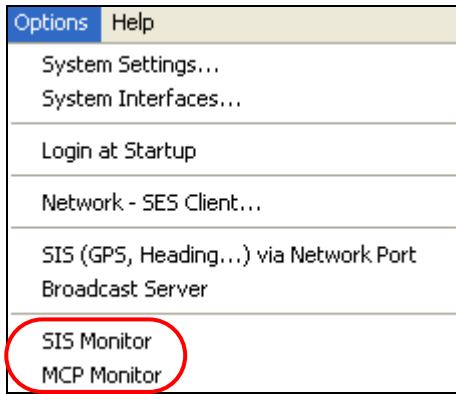 Options Help
System Settings...
System Interfaces...
Login at Startup
Network - SES Client...
SIS (GPS, Heading...) via Network Port
Broadcast Server
SIS Monitor
MCP Monitor